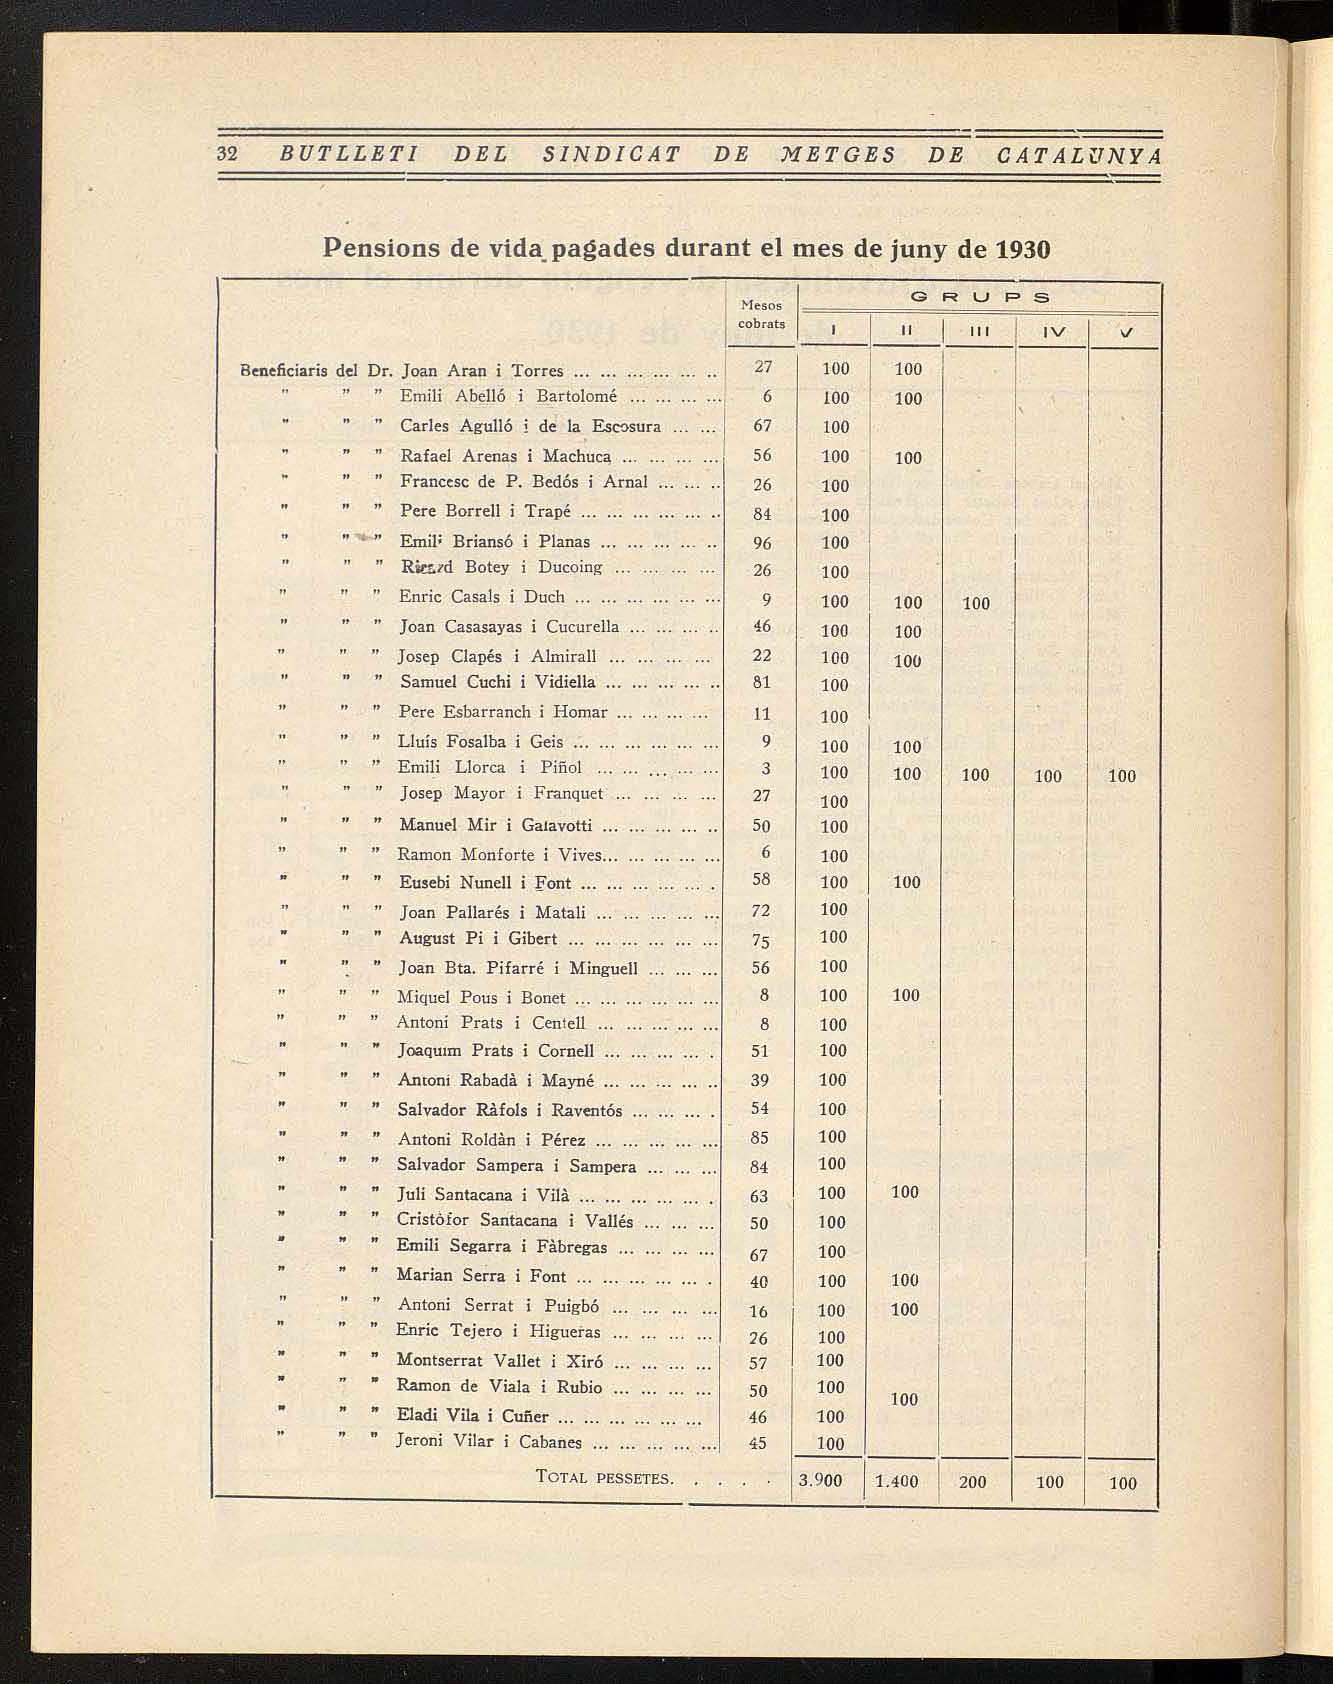 32 BUTLLETI DEL SINDICAT DE METGES DE CATALUNYA
Pensions de vida pagades durant el mes de juny de 1930
Mesos cobrats GRUPS
I II III IV V
Beneficiaris del Dr. Joan Aran i Torres ... ... ... ... ... .. 27 100 100
" " " Emili Abelló i Bartolomé ... ... ... ... 6 100 100
" " " Carles Agulló i de la Escosura ... ... 67 100
" " " Rafael Arenas i Machuca ... ... ... ... 56 100 100
" " " Francesc de P. Bedós i Arnal ... ... .. 26 100
" " " Pere Borrell i Trapé ... ... ... ... ... .. 84 100
" " " Emili Briansó i Planas ... ... ... ... .. 96 100
" " " Ricard Botey i Ducoing ... ... ... ... 26 100
" " " Enric Casals i Duch ... ... ... ... ... ... 9 100 100 100
" " " Joan Casasayas i Cucurella ... ... ... .. 46 100 100
" " " Josep Clapés i Almirall ... ... ... ... 22 100 100
" " " Samuel Cuchi i Vidiella ... ... ... ... .. 81 100
" " " Pere Esbarranch i Homar ... ... ... ... 11 100
" " " Lluís Fosalba i Geis ... ... ... ... ... ... 9 100 100
" " " Emili Llorca i Piñol ... ... ... ... ... 3 100 100 100 100 100
" " " Josep Mayor i Franquet ... ... ... ... 27 100
" " " Manuel Mir i Galavotti ... ... ... ... .. 50 100
" " " Ramon Monforte i Vives... ... ... ... ... 6 100
" " " Eusebi Nunell i Font ... ... ... ... ... . 58 100 100
" " " Joan Pallarés i Matali ... ... ... ... ... 72 100
" " " August Pi i Gibert ... ... ... ... ... ... 75 100
" " " Joan Bta. Pifarré i Minguell ... ... ... 56 100
" " " Miquel Pous i Bonet ... ... ... ... ... ... 8 100 100
" " " Antoni Prats i Centell ... ... ... ... ... 8 100
" " " Joaquim Prats i Cornell ... ... ... ... . 51 100
" " " Antoni Rabadà i Mayné ... ... ... ... .. 39 100
" " " Salvador Ràfols i Raventós ... ... ... . 54 100
" " " Antoni Roldàn i Pérez ... ... ... ... ... 85 100
" " " Salvador Sampera i Sampera ... ... ... 84 100
" " " Juli Santacana i Vilà ... ... ... ... ... . 63 100 100
" " " Cristòfor Santacana i Vallés ... ... ... 50 100
" " " Emili Segarra i Fàbregas ... ... ... ... 67 100
" " " Marian Serra i Font ... ... ... ... ... . 40 100 100
" " " Antoni Serrat i Puigbó ... ... ... ... 16 100 100
" " " Enric Tejero i Higueras ... ... ... ... 26 100
" " " Montserrat Vallet i Xiró ... ... ... ... 57 100
" " " Ramon de Viala i Rubio ... ... ... ... 50 100 100
" " " Eladi Vila i Cuñer ... ... ... ... ... ... 46 100
" " " Jeroni Vilar i Cabanes ... ... ... ... ... 45 100
TOTAL PESSETES. . . . . 3.900 1.400 200 100 100